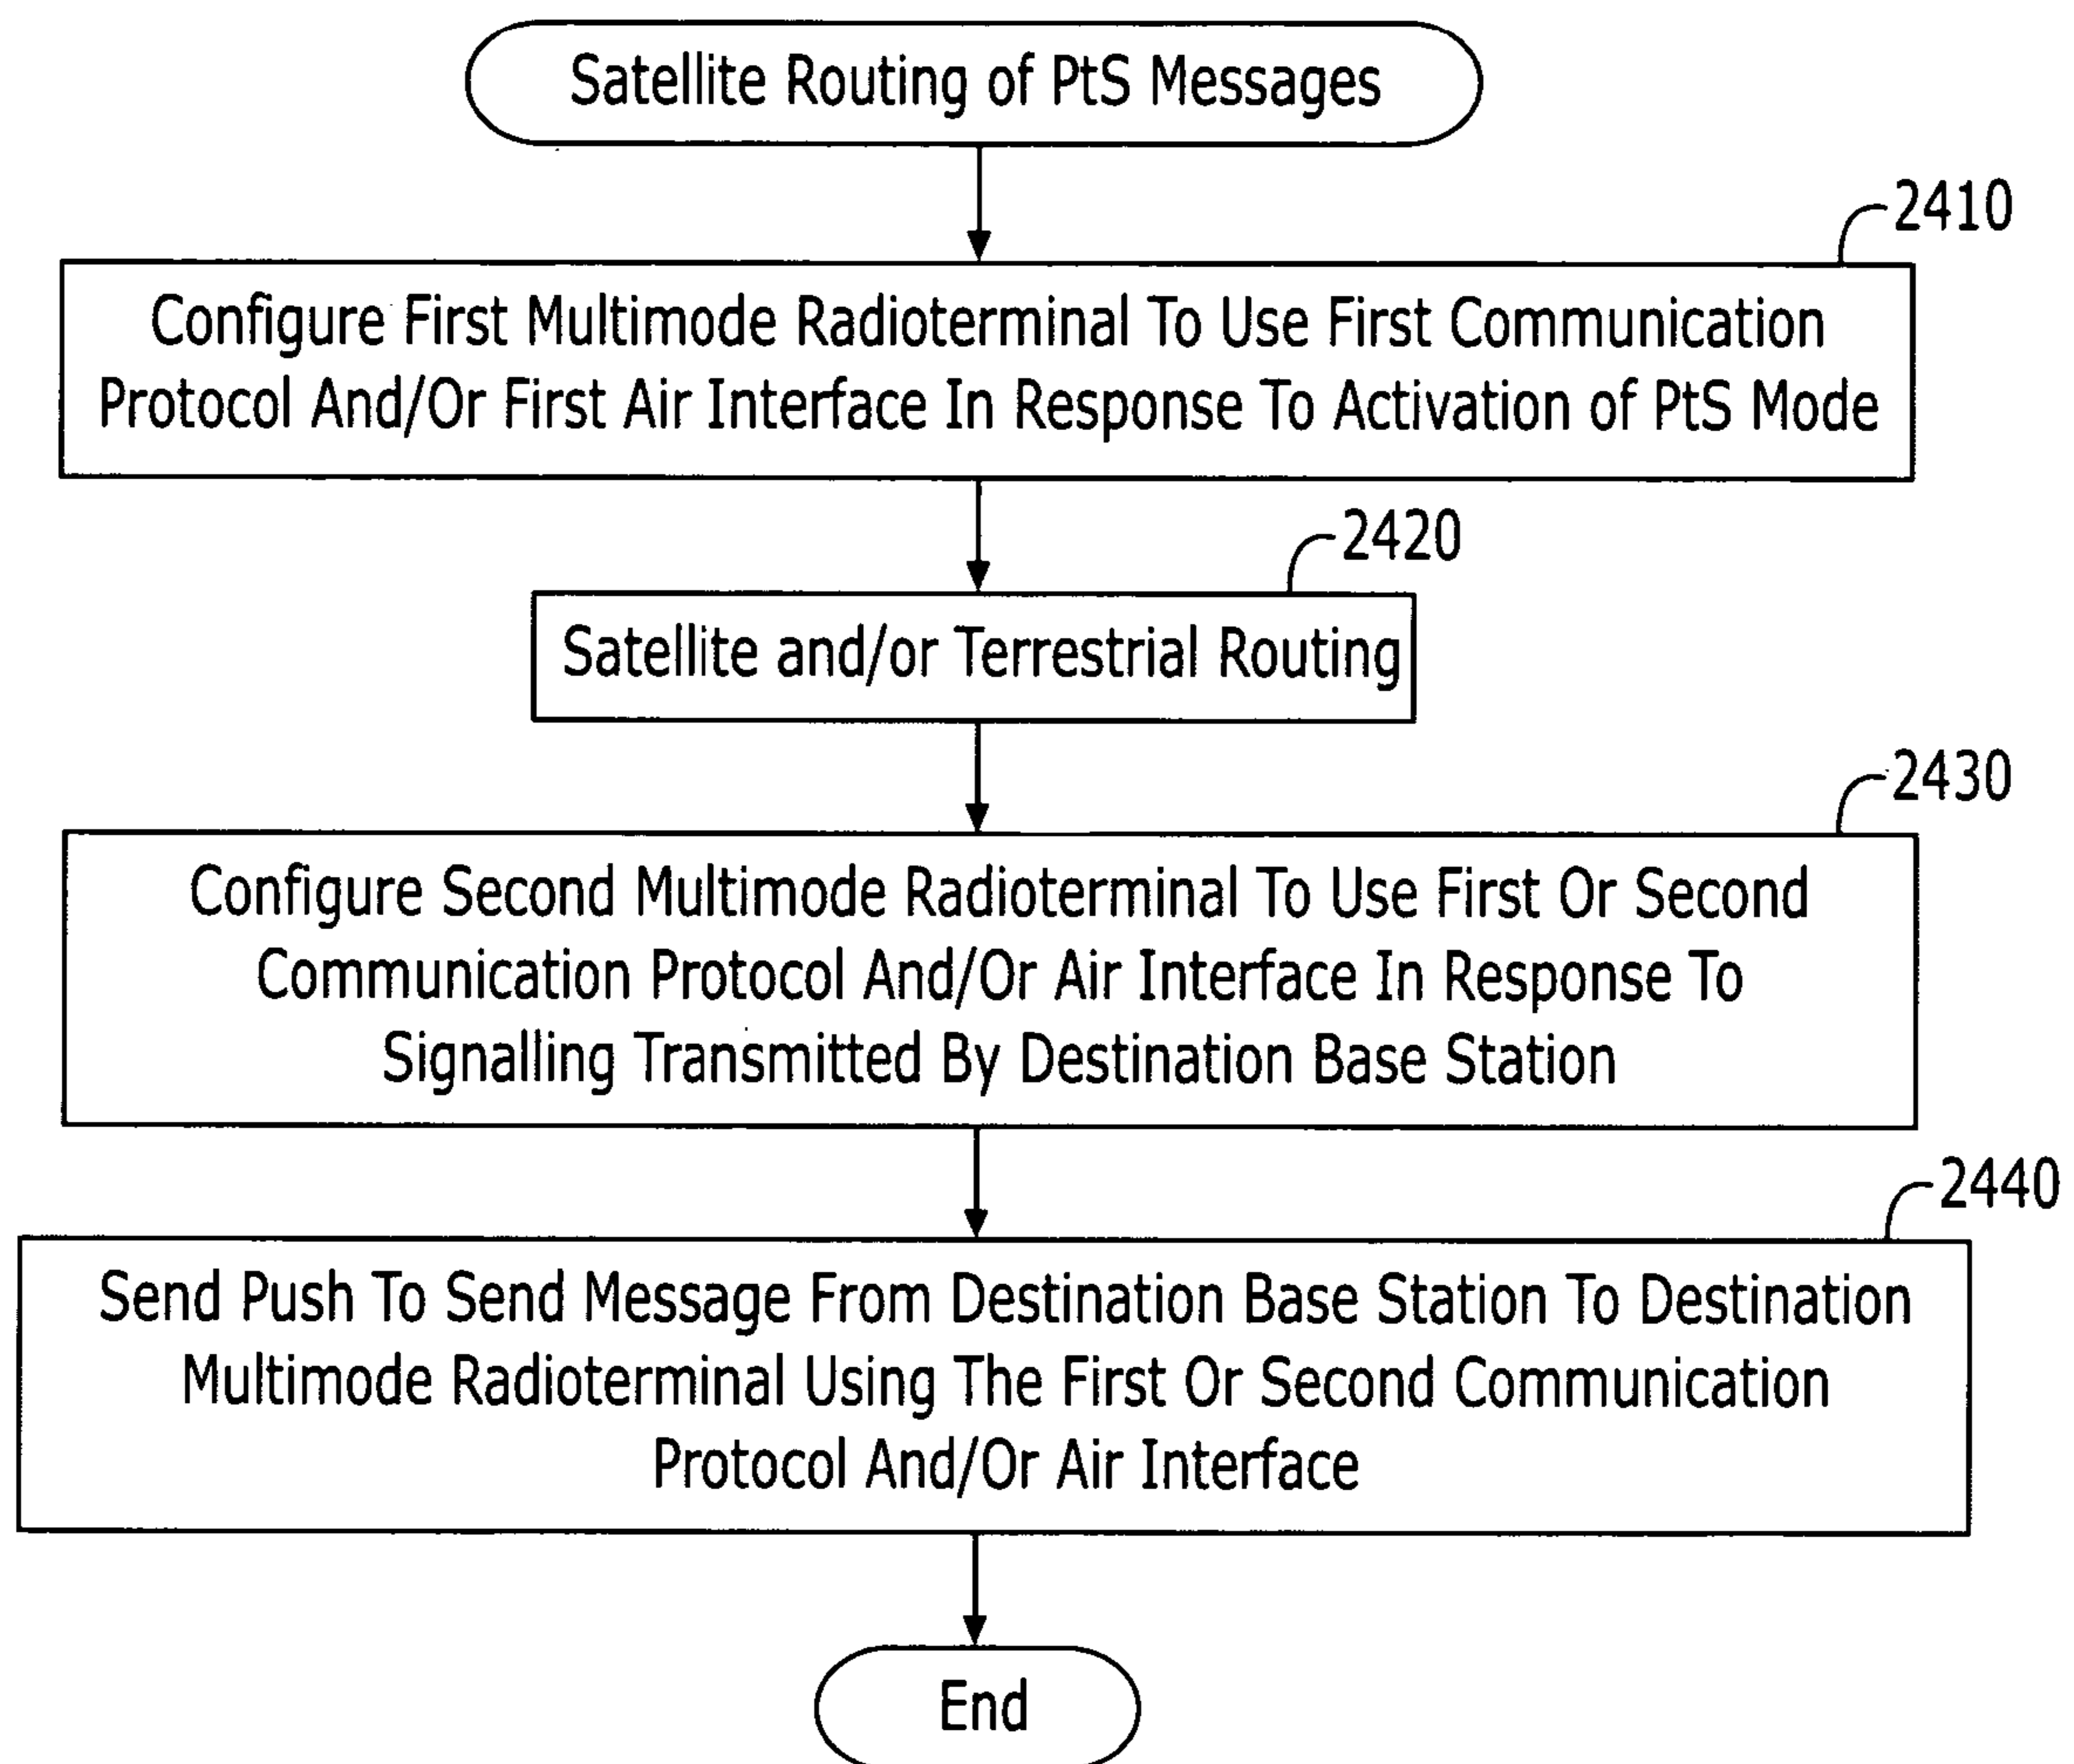 Satellite Routing of PtS Messages
2410
Configure First Multimode Radioterminal To Use First Communication
Protocol And/Or First Air Interface In Response To Activation of PtS Mode
2420
Satellite and/or Terrestrial Routing
2430
Configure Second Multimode Radioterminal To Use First Or Second
Communication Protocol And/Or Air Interface In Response To
Signalling Transmitted By Destination Base Station
2440
Send Push To Send Message From Destination Base Station To Destination
Multimode Radioterminal Using The First Or Second Communication
Protocol And/Or Air Interface
End